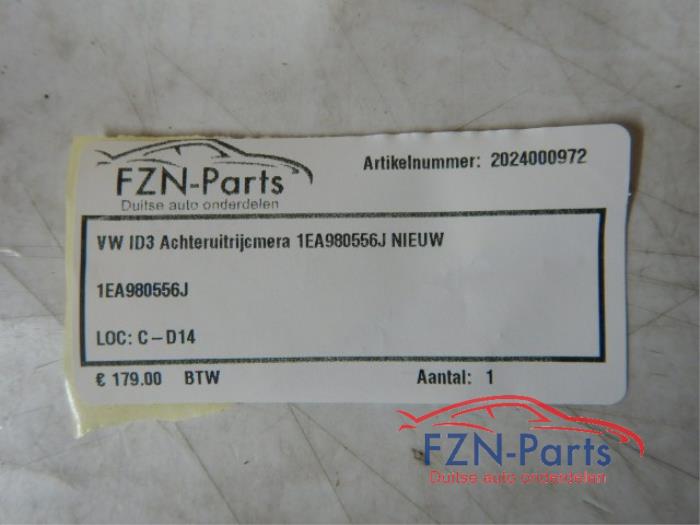 FZN-Parts
Duitse auto onderdelen
Artikelnummer: 2024000972
VW ID3 Achteruitrijcmera 1EA980556J NIEUW
1EA980556J
LOC: C-D14
€ 179.00 BTW Aantal: 1
FZN-Parts
Duitse auto onderdelen